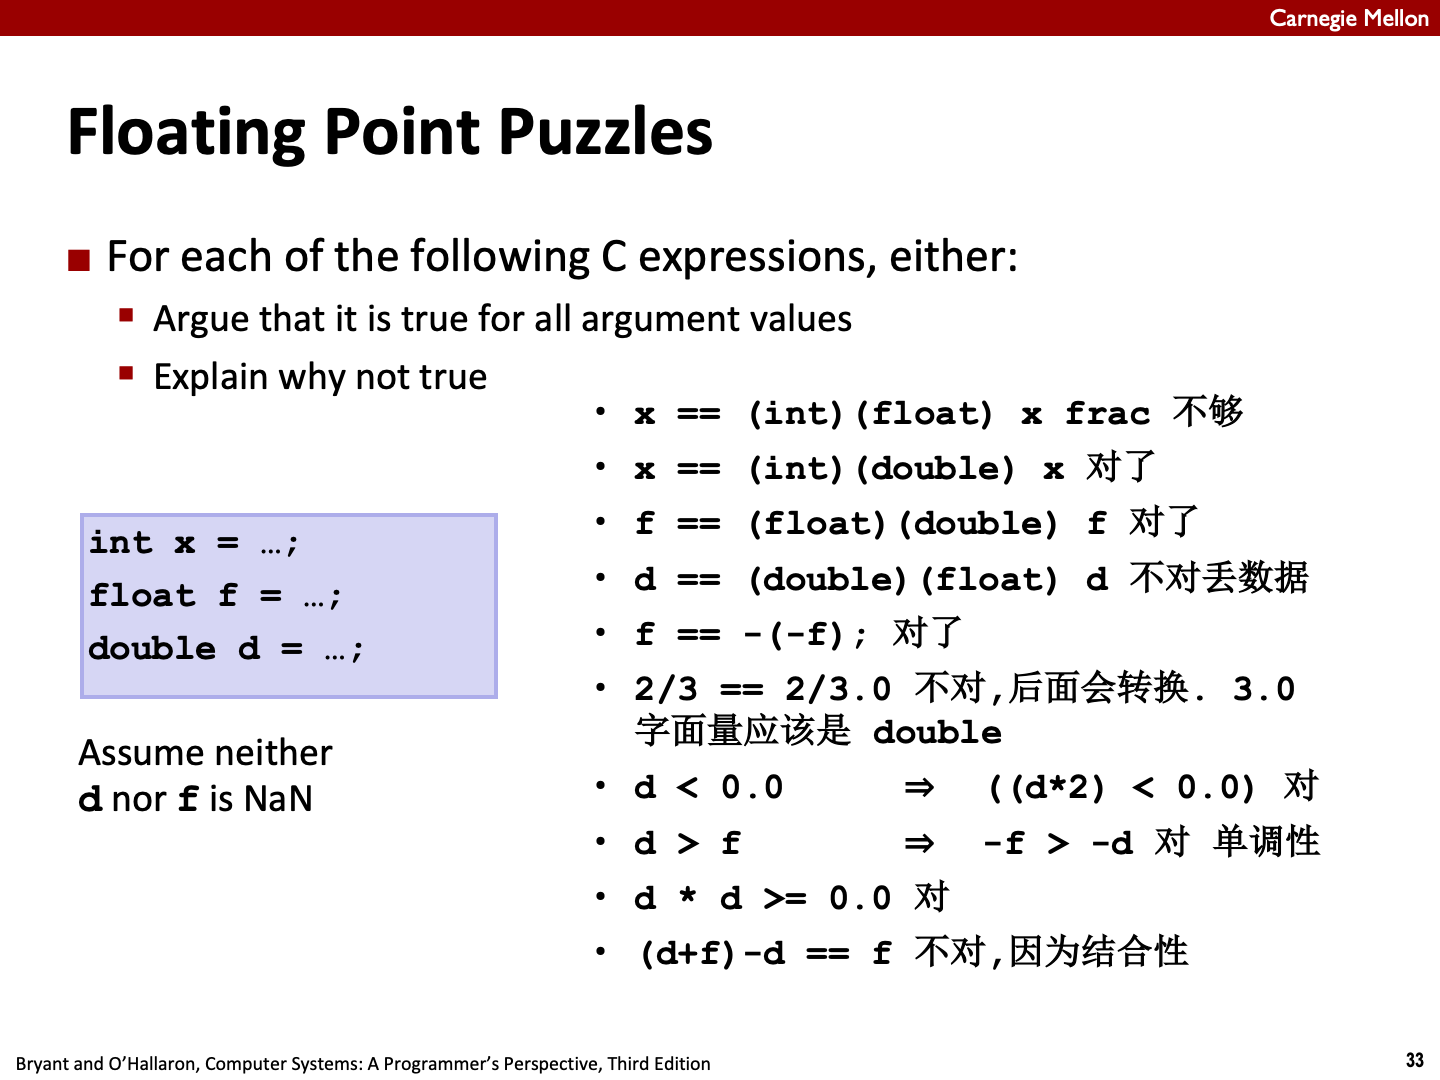 Carnegie Mellon
Floating Point Puzzles
■ For each of the following C expressions, either:
▪ Argue that it is true for all argument values
▪ Explain why not true
int x = …;
float f = …;
double d = …;
Assume neither
d nor f is NaN
• x == (int)(float) x frac 不够
• x == (int)(double) x 对了
• f == (float)(double) f 对了
• d == (double)(float) d 不对丢数据
• f == -(-f); 对了
• 2/3 == 2/3.0 不对,后面会转换. 3.0
字面量应该是 double
• d < 0.0 ⇒ ((d*2) < 0.0) 对
• d > f ⇒ -f > -d 对 单调性
• d * d >= 0.0 对
• (d+f)-d == f 不对,因为结合性
Bryant and O’Hallaron, Computer Systems: A Programmer’s Perspective, Third Edition
33